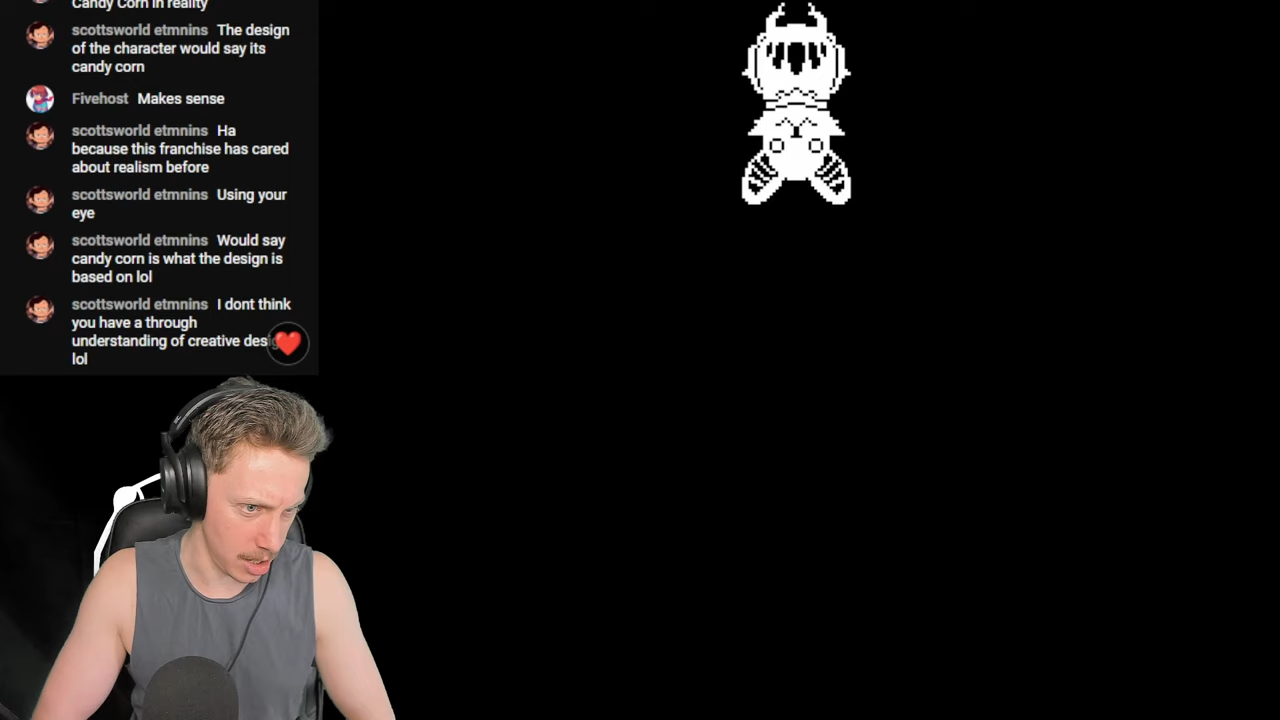 Candy Corn in reality
scottsworld etmnins The design
of the character would say its
candy corn
Fivehost Makes sense
scottsworld etmnins Ha
because this franchise has cared
about realism before
scottsworld etmnins Using your
eye
scottsworld etmnins Would say
candy corn is what the design is
based on lol
scottsworld etmnins I dont think
you have a through
understanding of creative
lol